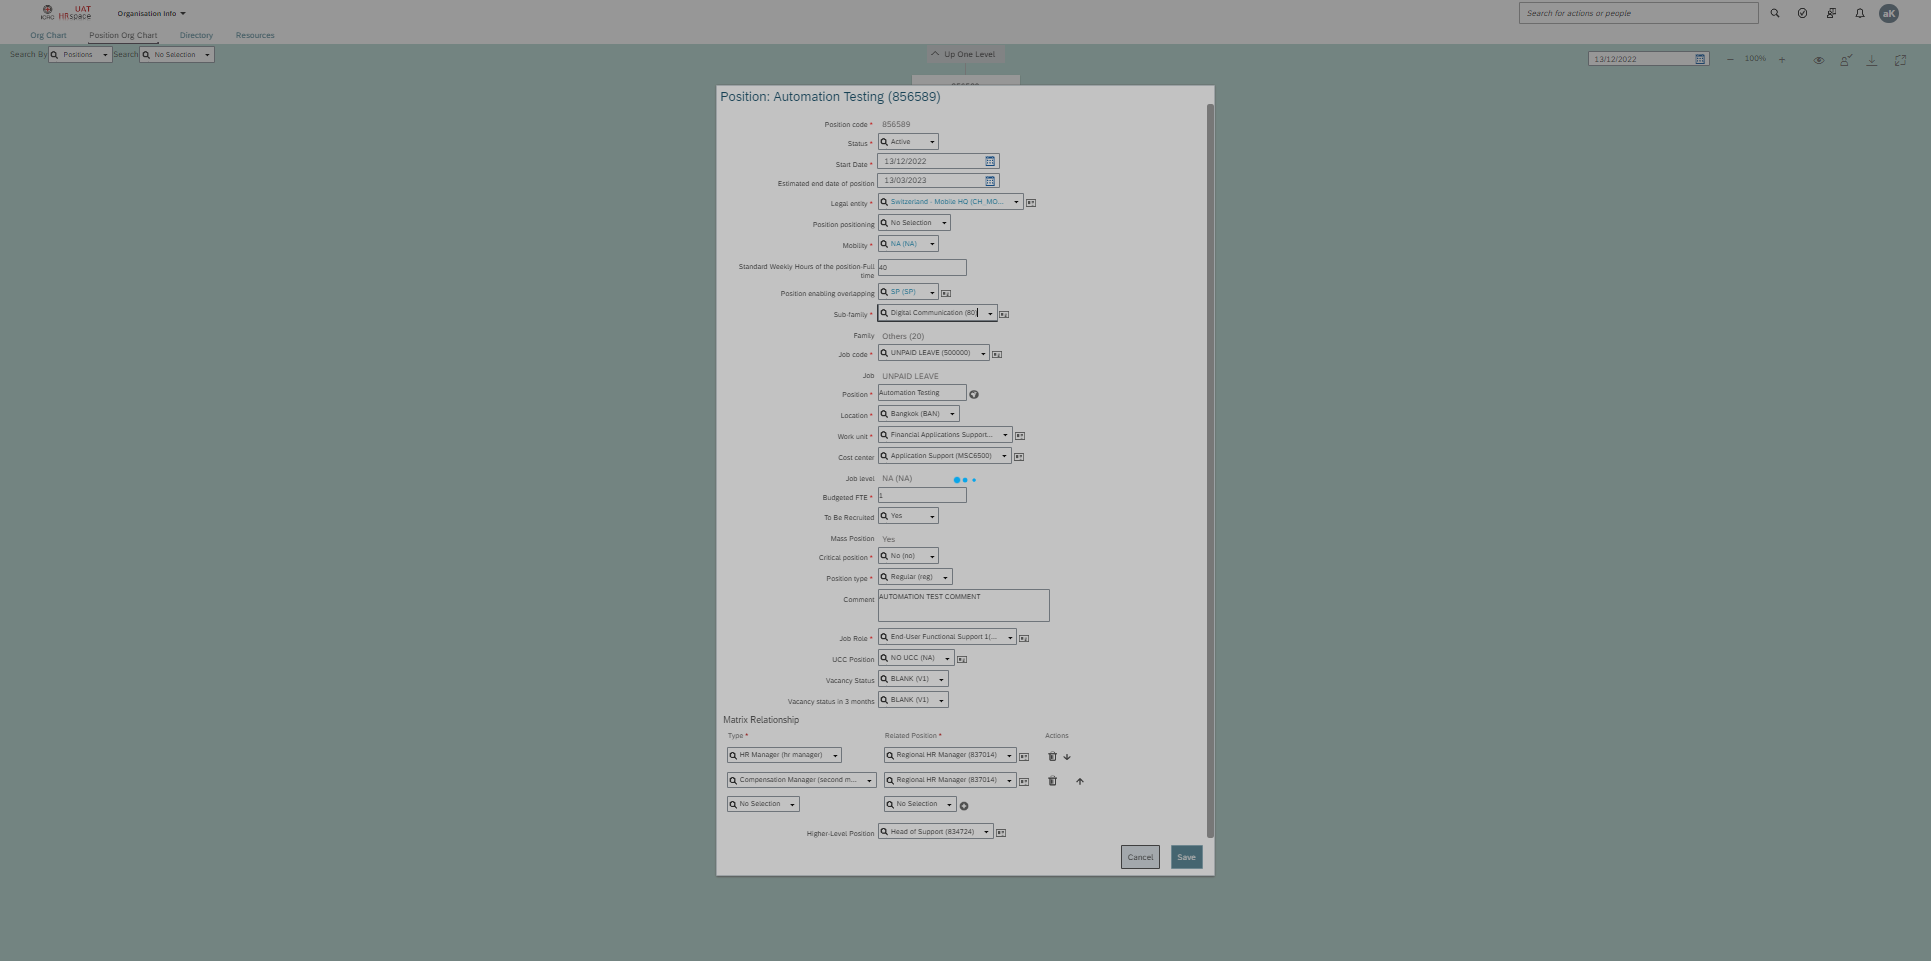 ICRC
UAT
HRspace
Organisation Info
Search for actions or people
aK
Org Chart
Position Org Chart
Directory
Resources
Search By
Positions
Search
No Selection
Up One Level
13/12/2022
100%
Position: Automation Testing (856589)
Position code *
856589
Status *
Active
Start Date *
13/12/2022
Estimated end date of position
13/03/2023
Legal entity *
Switzerland - Mobile HQ (CH_MO...
Position positioning
No Selection
Mobility *
NA (NA)
Standard Weekly Hours of the position-Full
time
40
Position enabling overlapping
SP (SP)
Sub-family *
Digital Communication (80)
Family
Others (20)
Job code *
UNPAID LEAVE (500000)
Job
UNPAID LEAVE
Position *
Automation Testing
Location *
Bangkok (BAN)
Work unit *
Financial Applications Support...
Cost center
Application Support (MSC6500)
Job level
NA (NA)
Budgeted FTE *
1
To Be Recruited
Yes
Mass Position
Yes
Critical position *
No (no)
Position type *
Regular (reg)
Comment
AUTOMATION TEST COMMENT
Job Role *
End-User Functional Support 1(...
UCC Position
NO UCC (NA)
Vacancy Status
BLANK (V1)
Vacancy status in 3 months
BLANK (V1)
Matrix Relationship
Type *
Related Position *
Actions
HR Manager (hr manager)
Regional HR Manager (837014)
Compensation Manager (second m...
Regional HR Manager (837014)
No Selection
No Selection
Higher-Level Position
Head of Support (834724)
Cancel
Save